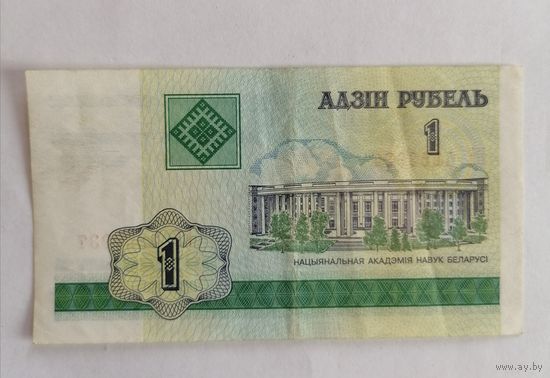 АДЗІН РУБЕЛЬ
1
НАЦЫЯНАЛЬНАЯ АКАДЭМІЯ НАВУК БЕЛАРУСІ
1
www.ay.by